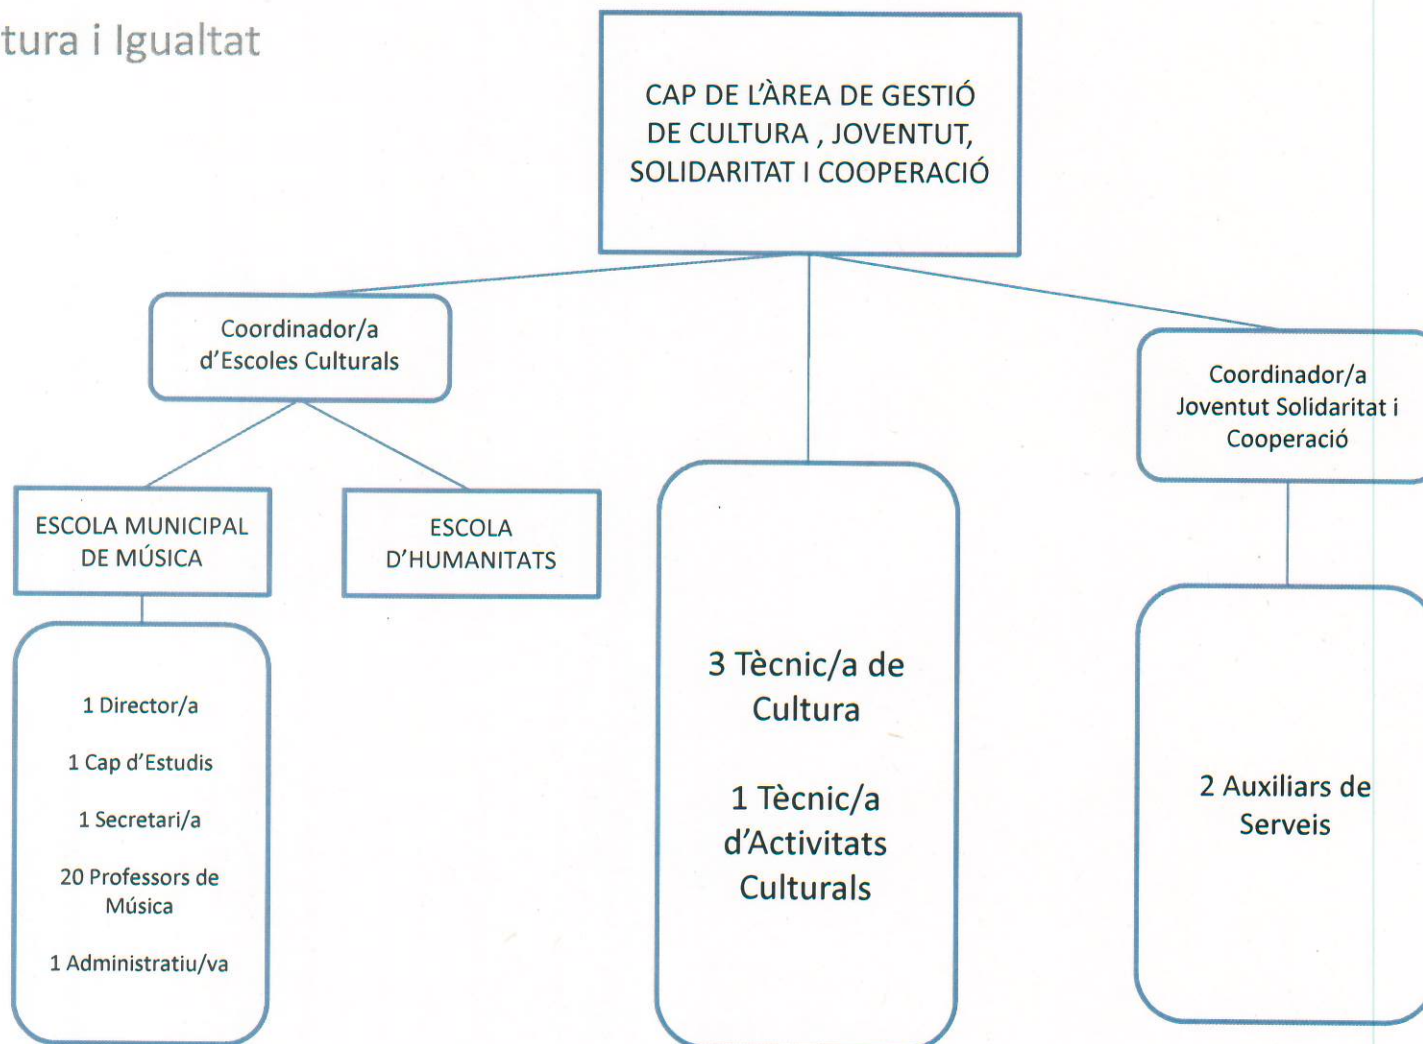 tura i Igualtat
CAP DE L'ÀREA DE GESTIÓ
DE CULTURA , JOVENTUT,
SOLIDARITAT I COOPERACIÓ
Coordinador/a
d'Escoles Culturals
Coordinador/a
Joventut Solidaritat i
Cooperació
ESCOLA MUNICIPAL
DE MÚSICA
ESCOLA
D'HUMANITATS
1 Director/a
1 Cap d'Estudis
1 Secretari/a
20 Professors de
Música
1 Administratiu/va
3 Tècnic/a de
Cultura
1 Tècnic/a
d'Activitats
Culturals
2 Auxiliars de
Serveis